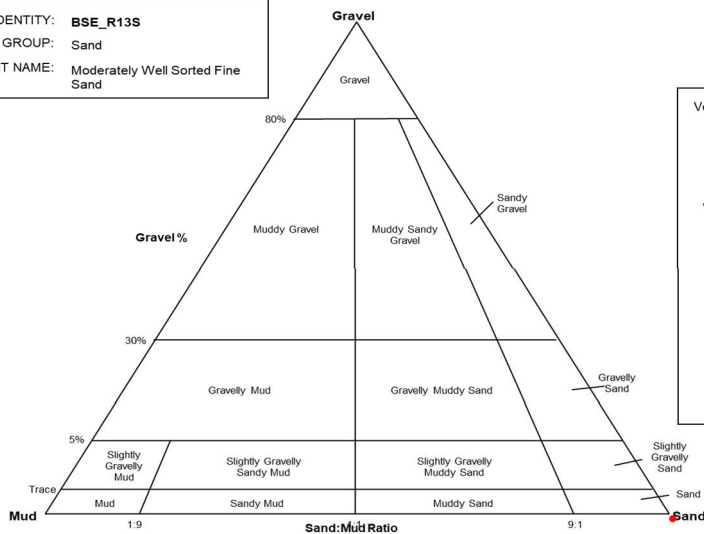 DENTITY: BSE_R13S
GROUP: Sand
T NAME: Moderately Well Sorted Fine
Sand
Gravel
Gravel
80%
Sandy
Gravel
Gravel %
Muddy Gravel
Muddy Sandy
Gravel
30%
Gravelly Mud
Gravelly Muddy Sand
Gravelly
Sand
5%
Slightly
Gravelly
Mud
Slightly Gravelly
Sandy Mud
Slightly Gravelly
Muddy Sand
Slightly
Gravelly
Sand
Trace
Mud
Sandy Mud
Muddy Sand
Sand
Mud
Sand
1:9
Sand:Mud Ratio
9:1